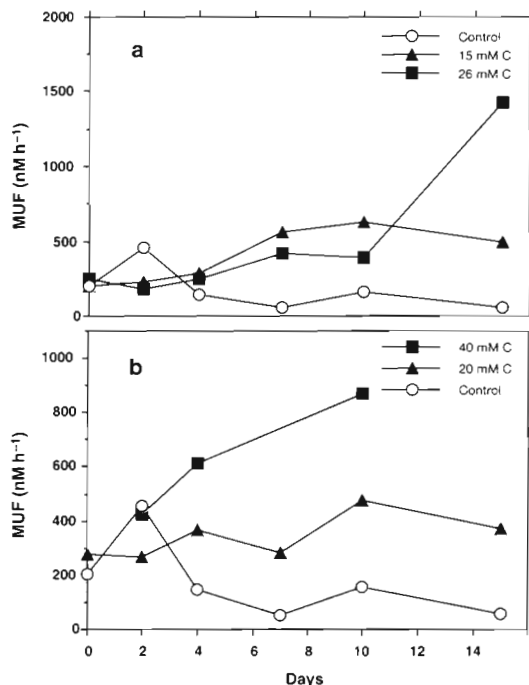 2000
a
Control
15 mM C
26 mM C
1500
MUF (nM h⁻¹)
1000
500
0
b
40 mM C
20 mM C
Control
1000
800
MUF (nM h⁻¹)
600
400
200
0
0 2 4 6 8 10 12 14
Days